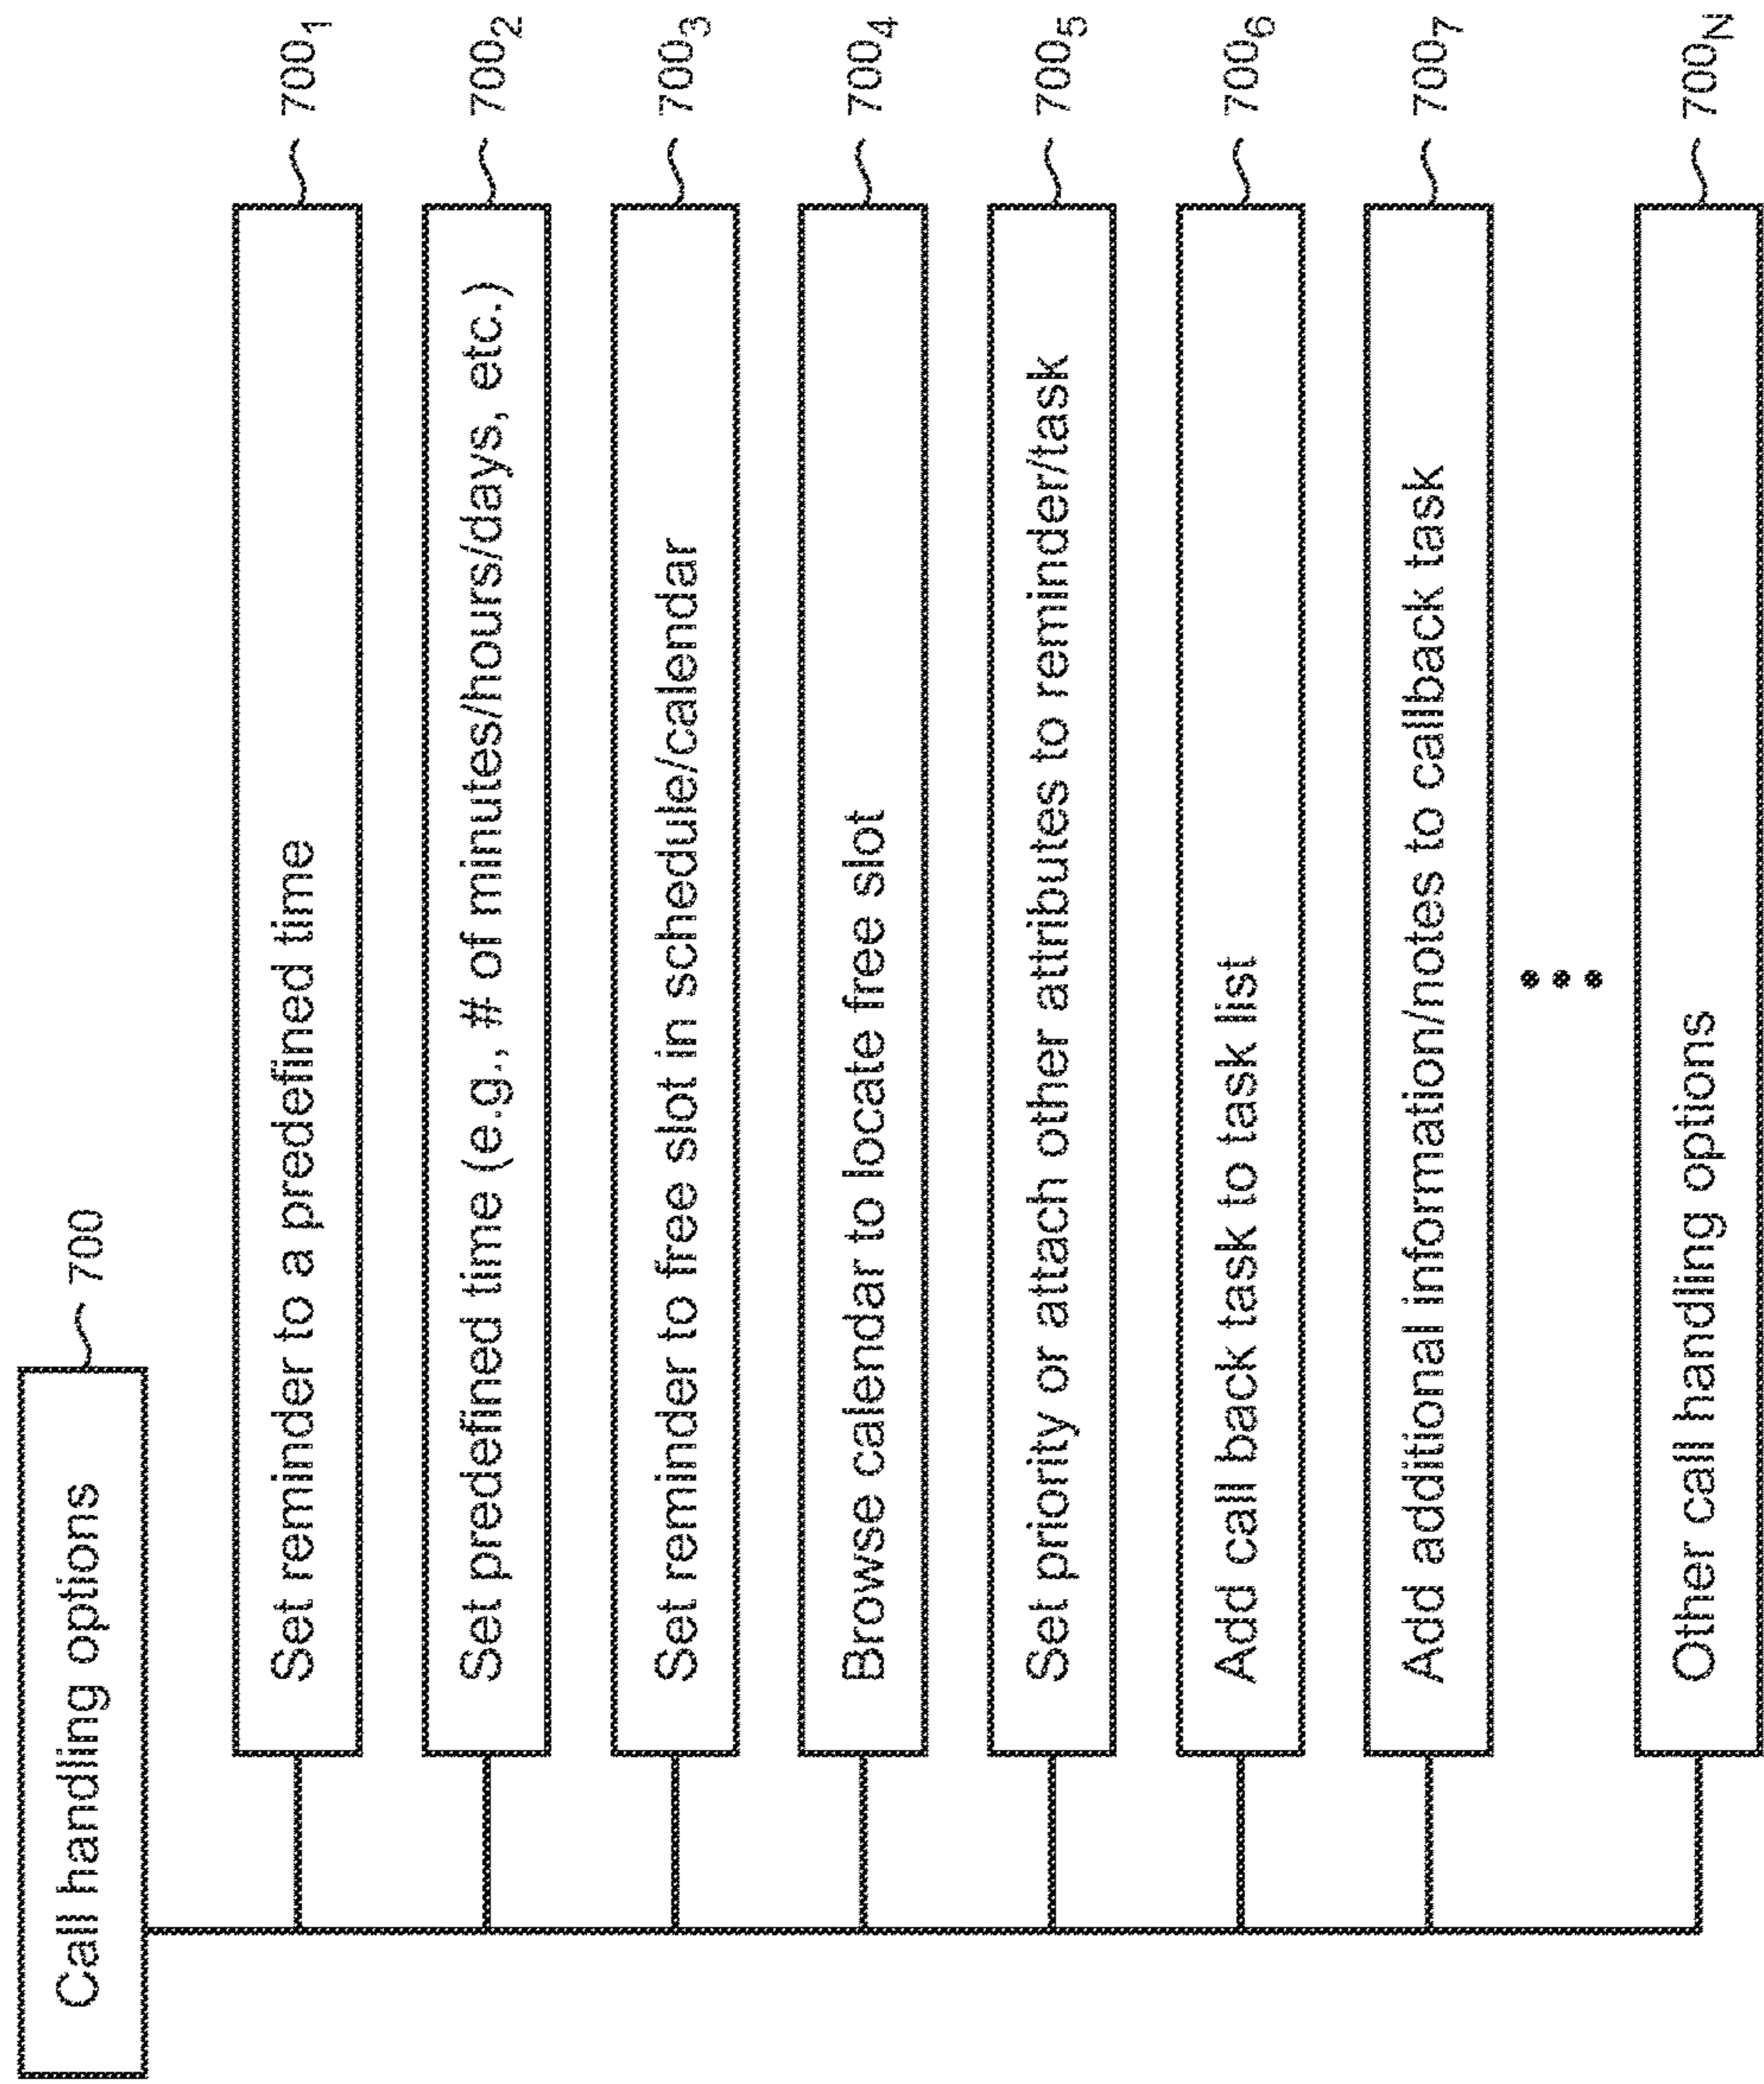 Call handling options 700
Set reminder to a predefined time 700₁
Set predefined time (e.g., # of minutes/hours/days, etc.) 700₂
Set reminder to free slot in schedule/calendar 700₃
Browse calendar to locate free slot 700₄
Set priority or attach other attributes to reminder/task 700₅
Add call back task to task list 700₆
Add additional information/notes to callback task 700₇
•••
Other call handling options 700N